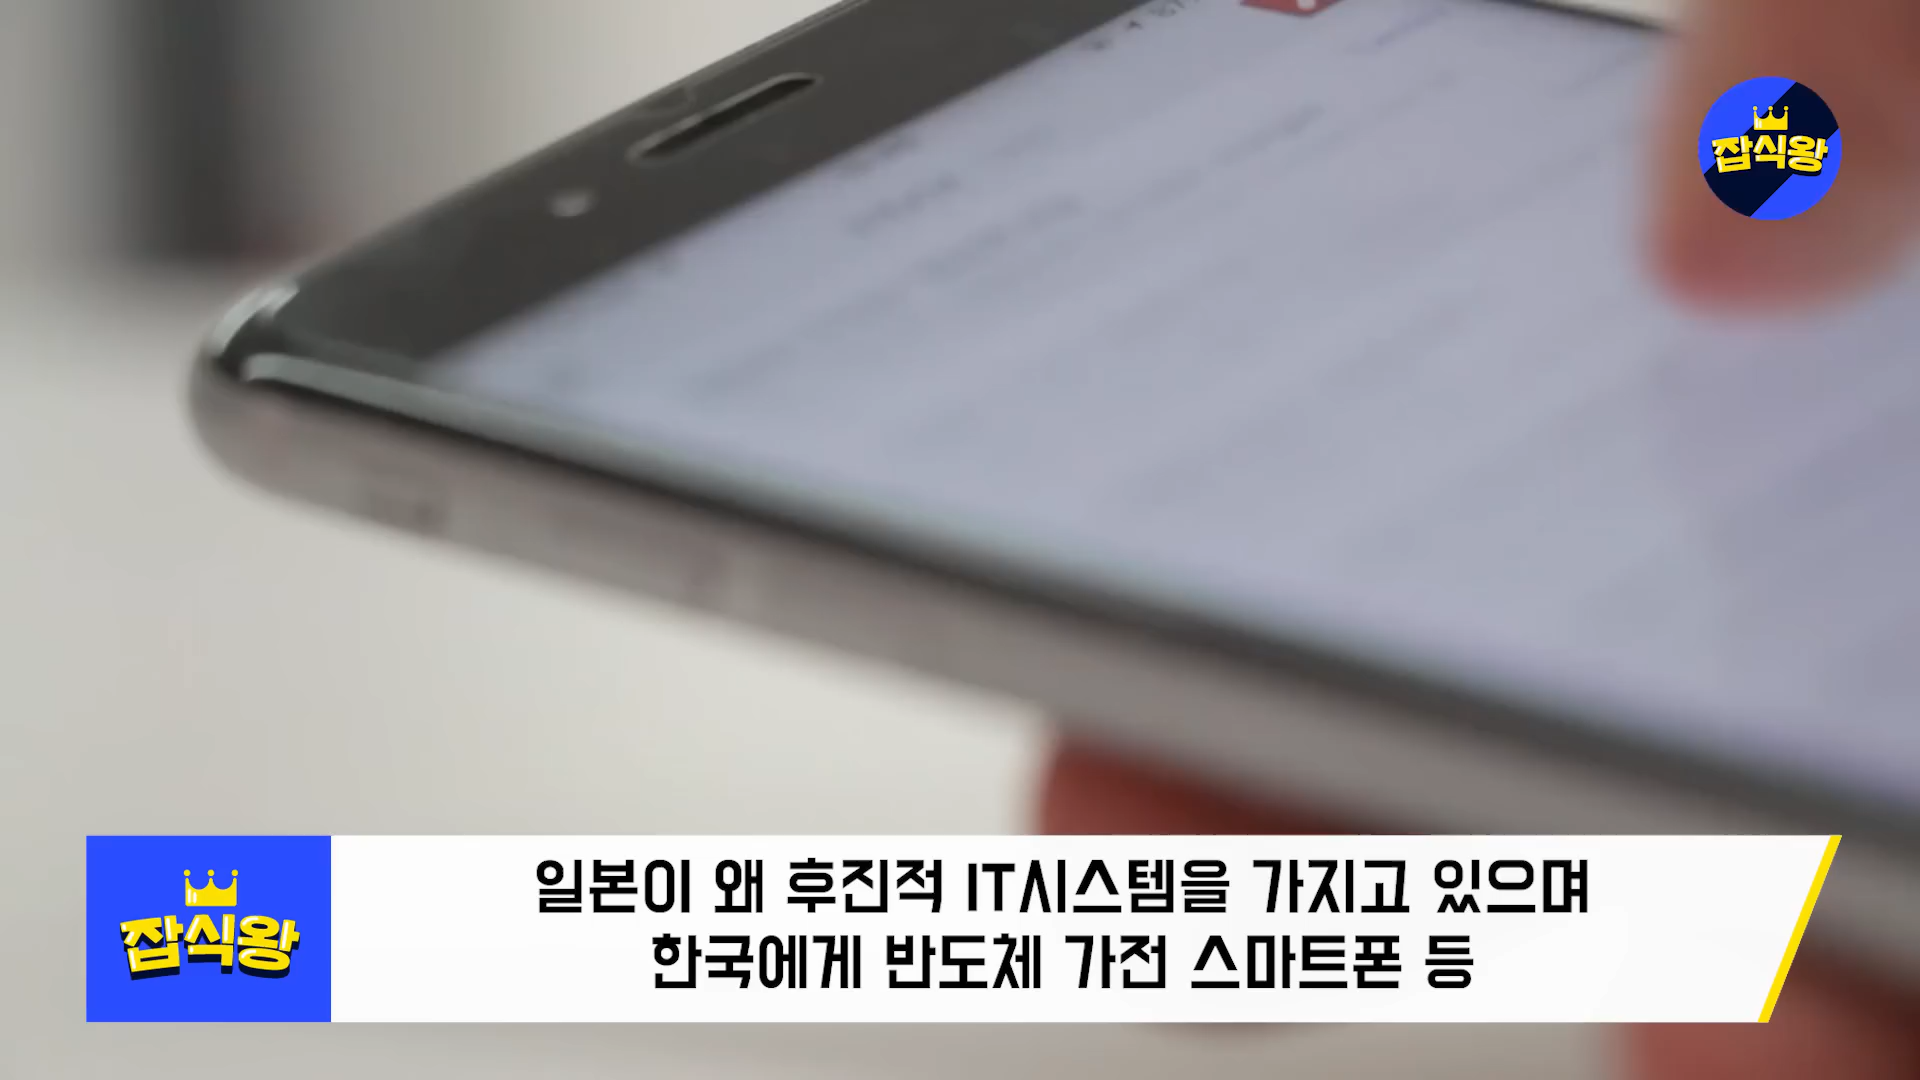 잡식왕
잡식왕
일본이 왜 후진적 IT시스템을 가지고 있으며
한국에게 반도체 가전 스마트폰 등